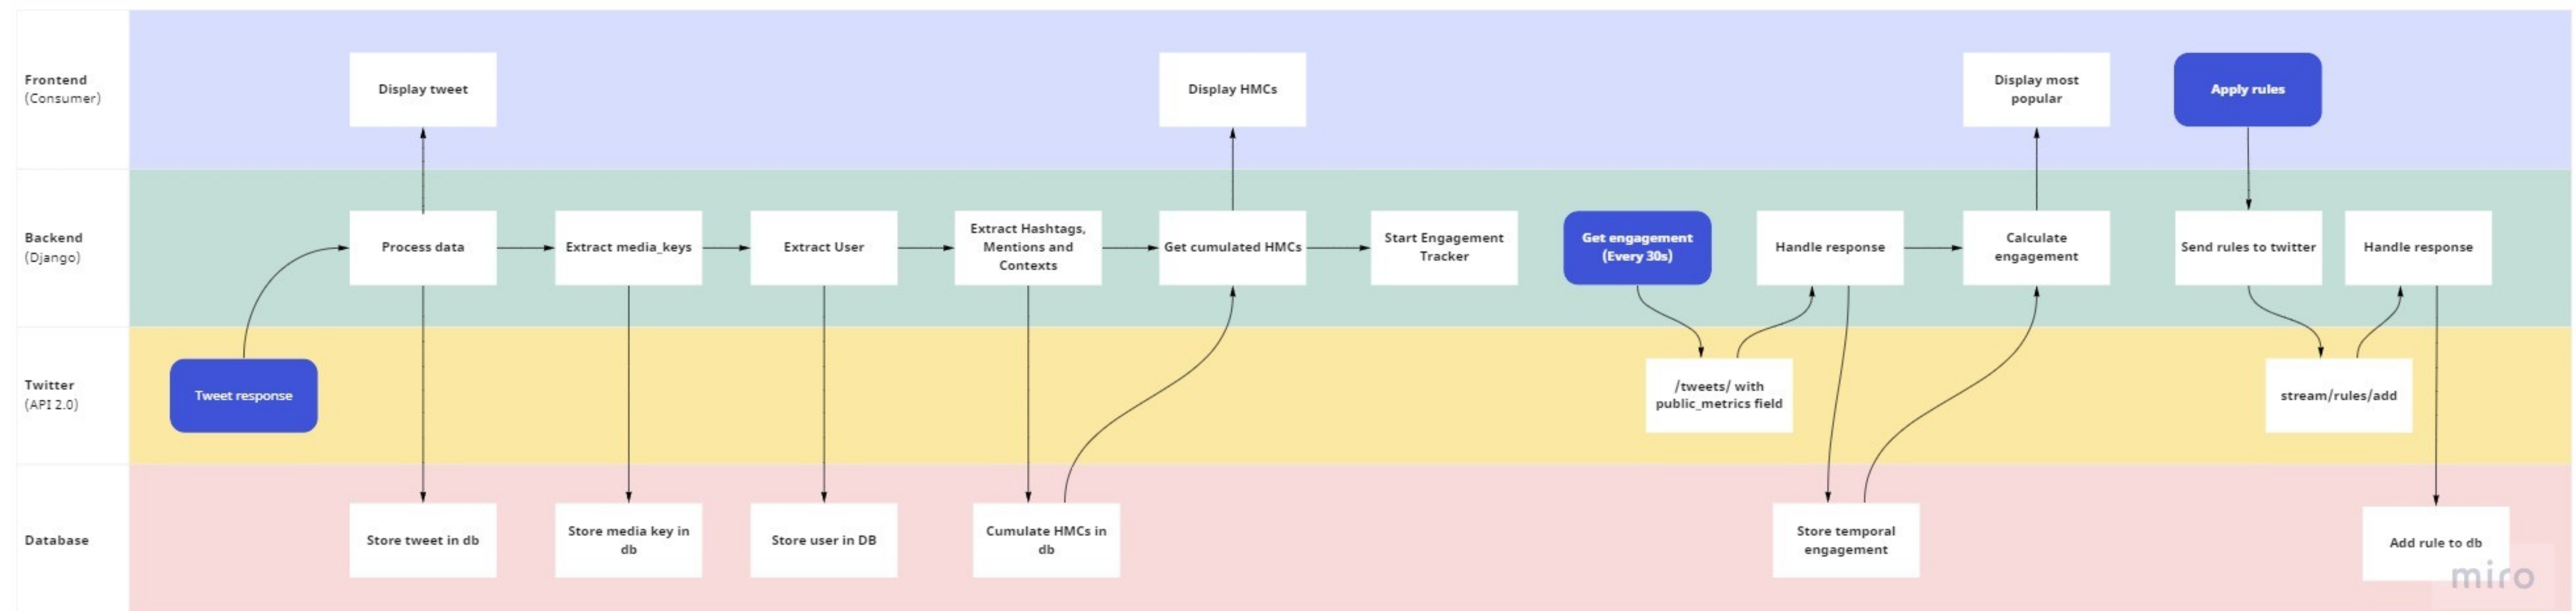 Frontend
(Consumer)
Display tweet
Display HMCs
Display most
popular
Apply rules
Backend
(Django)
Process data
Extract media_keys
Extract User
Extract Hashtags,
Mentions and
Contexts
Get cumulated HMCs
Start Engagement
Tracker
Get engagement
(Every 30s)
Handle response
Calculate
engagement
Send rules to twitter
Handle response
Twitter
(API 2.0)
Tweet response
/tweets/ with
public_metrics field
stream/rules/add
Database
Store tweet in db
Store media key in
db
Store user in DB
Cumulate HMCs in
db
Store temporal
engagement
Add rule to db
miro